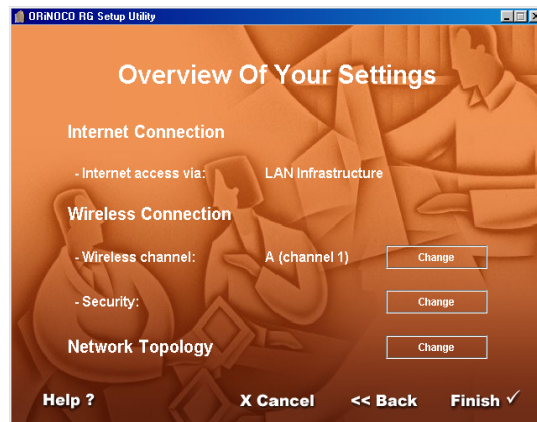 ORiNOCO RG Setup Utility
Overview Of Your Settings
Internet Connection
- Internet access via: LAN Infrastructure
Wireless Connection
- Wireless channel: A (channel 1) Change
- Security: Change
Network Topology Change
Help ? X Cancel << Back Finish ✓